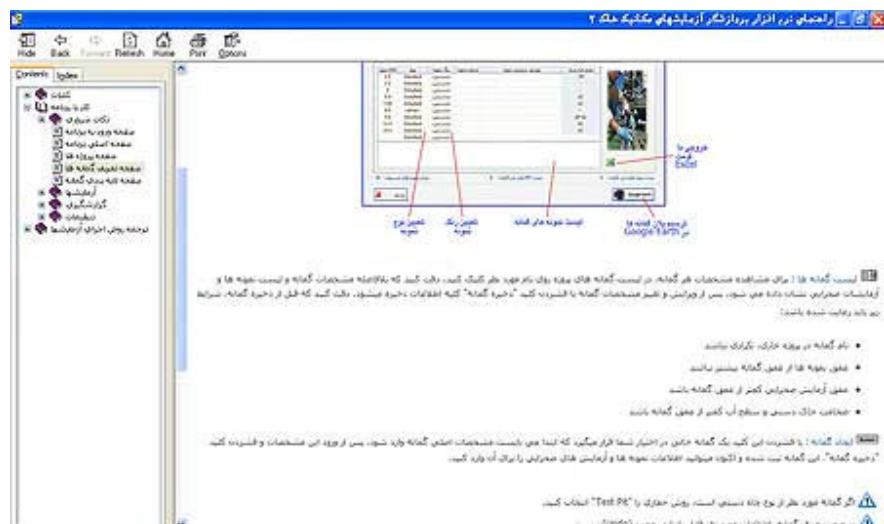 راهنمای نرم افزار پردازشگر آزمایشهای مکانیک خاک ۲
Hide Back Forward Refresh Home Print Options
Contents Index
کلیات
کار با برنامه
نکات ضروری
صفحه ورود به برنامه
صفحه اصلی برنامه
صفحه پروژه ها
صفحه تعریف گمانه ها
صفحه لایه بندی گمانه
آزمایشها
گزارشگیری
تنظیمات
ترجمه روش اجرای آزمایشها
خروجی با
فرمت
Excel
تعیین نوع
نمونه
تعیین رنگ
نمونه
لیست نمونه های گمانه
گمانه ها
در Google Earth
لیست گمانه ها : برای مشاهده مشخصات هر گمانه، در لیست گمانه های پروژه روی نام مورد نظر کلیک کنید. دقت کنید که بلافاصله مشخصات گمانه و لیست نمونه ها و
آزمایشات صحرایی نشان داده می شود. پس از ویرایش و تغییر مشخصات گمانه با فشردن کلید "ذخیره گمانه" کلیه اطلاعات ذخیره میشود. دقت کنید که قبل از ذخیره گمانه، شرایط
زیر باید رعایت شده باشد:
نام گمانه در پروژه جاری، تکراری نباشد
عمق نمونه ها از عمق گمانه بیشتر نباشد
عمق آزمایش صحرایی کمتر از عمق گمانه باشد
ضخامت خاک دستی و سطح آب کمتر از عمق گمانه باشد
ایجاد گمانه : با فشردن این کلید یک گمانه خالی در اختیار شما قرار میگیرد که ابتدا می بایست مشخصات اصلی گمانه وارد شود. پس از ورود این مشخصات و فشردن کلید
"ذخیره گمانه"، این گمانه ثبت شده و اکنون میتوانید اطلاعات نمونه ها و آزمایش های صحرایی را برای آن وارد کنید.
اگر گمانه مورد نظر از نوع چاه دستی است، روش حفاری را "Test Pit" انتخاب کنید.